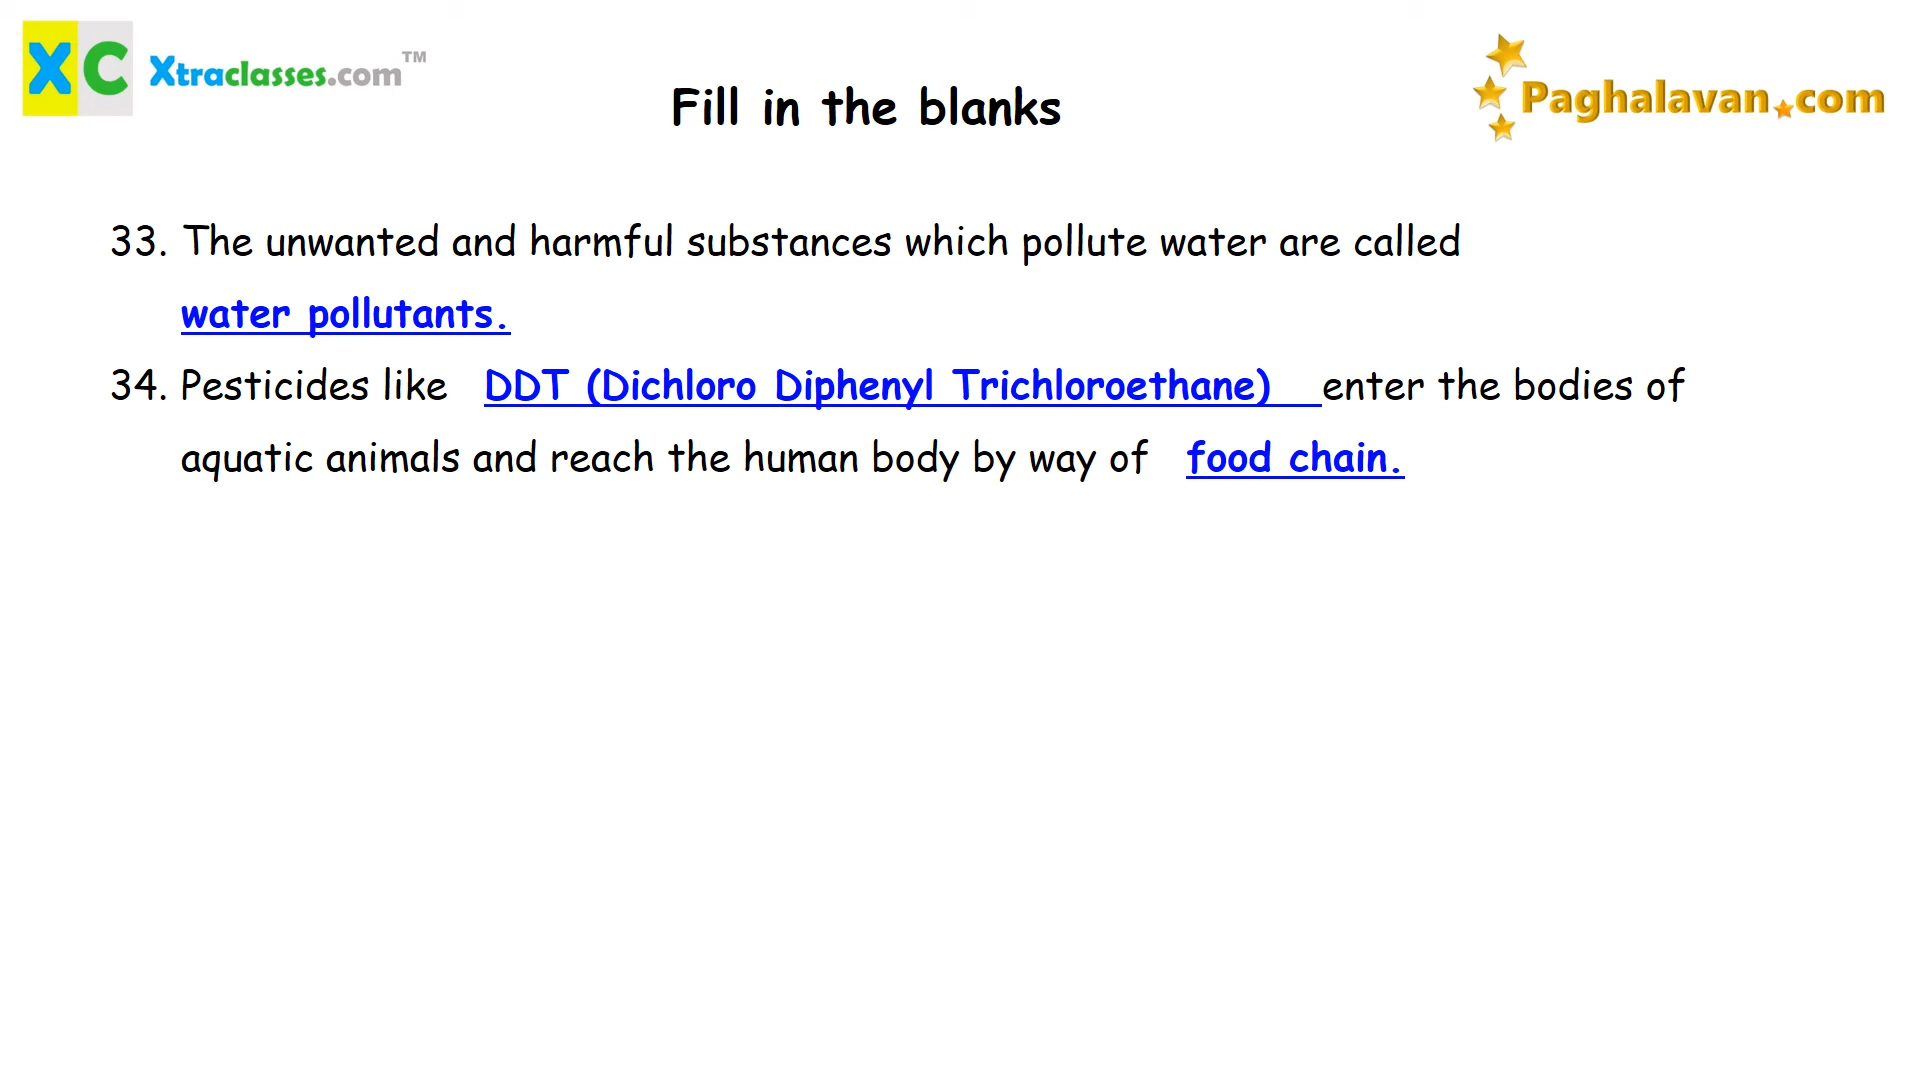 XC Xtraclasses.com™
Paghalavan.com
Fill in the blanks
33. The unwanted and harmful substances which pollute water are called
water pollutants.
34. Pesticides like DDT (Dichloro Diphenyl Trichloroethane) enter the bodies of
aquatic animals and reach the human body by way of food chain.